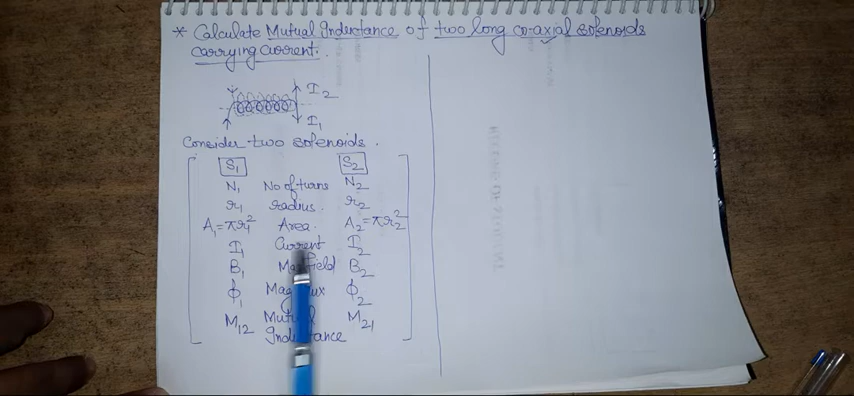 * Calculate Mutual Inductance of two long co-axial solenoids
carrying current.
I₂
I₁
Consider two solenoids.
S₁ S₂
N₁ No of turns N₂
r₁ radius. r₂
A₁=πr₁² Area. A₂=πr₂²
I₁ Current I₂
B₁ B₂
ϕ₁ ϕ₂
M₁₂ M₂₁